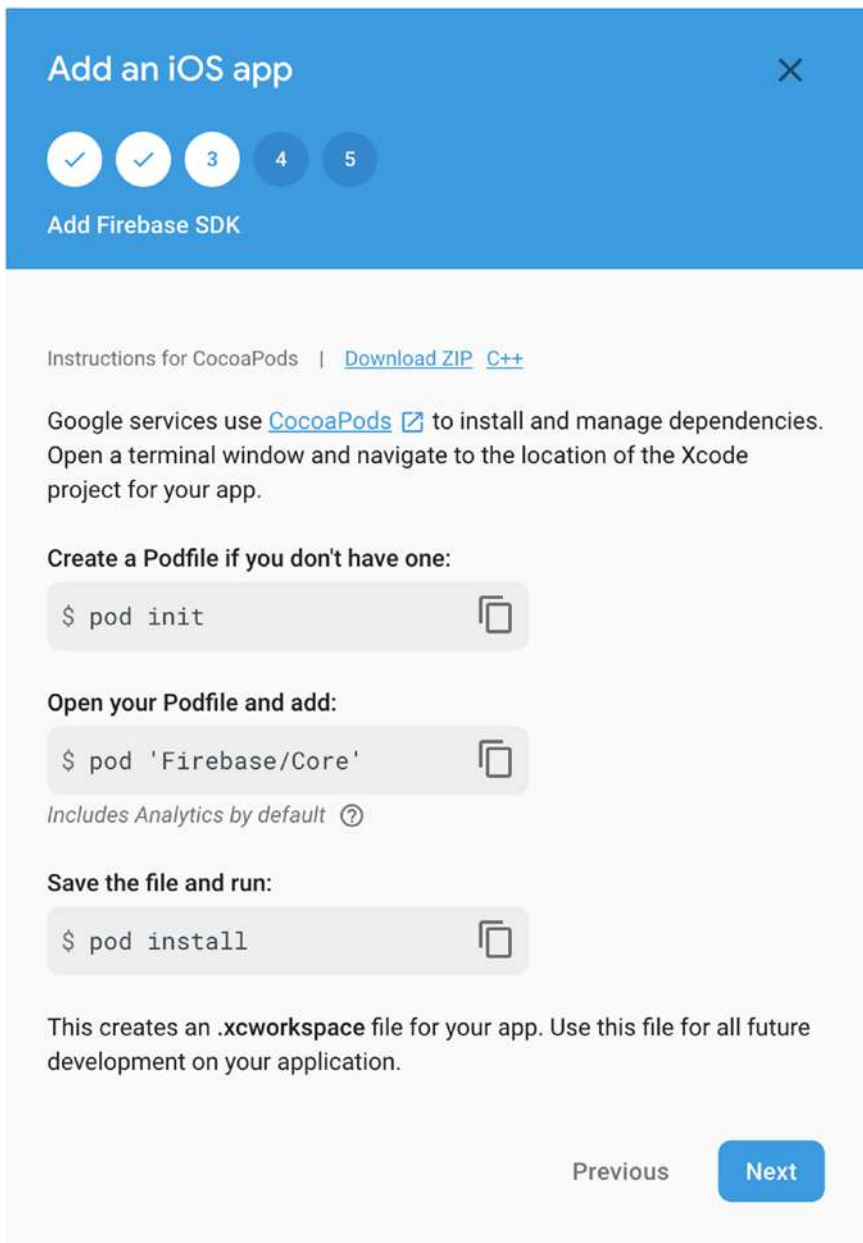 Add an iOS app
3 4 5
Add Firebase SDK
Instructions for CocoaPods | Download ZIP C++
Google services use CocoaPods to install and manage dependencies.
Open a terminal window and navigate to the location of the Xcode
project for your app.
Create a Podfile if you don't have one:
$ pod init
Open your Podfile and add:
$ pod 'Firebase/Core'
Includes Analytics by default ?
Save the file and run:
$ pod install
This creates an .xcworkspace file for your app. Use this file for all future
development on your application.
Previous Next